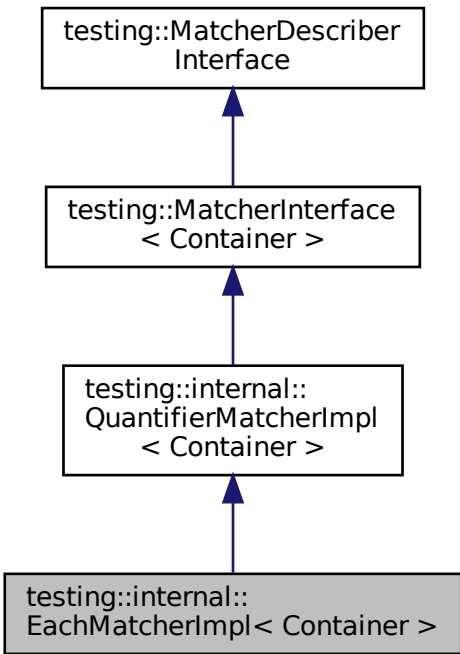 testing::MatcherDescriber
Interface
testing::MatcherInterface
< Container >
testing::internal::
QuantifierMatcherImpl
< Container >
testing::internal::
EachMatcherImpl< Container >